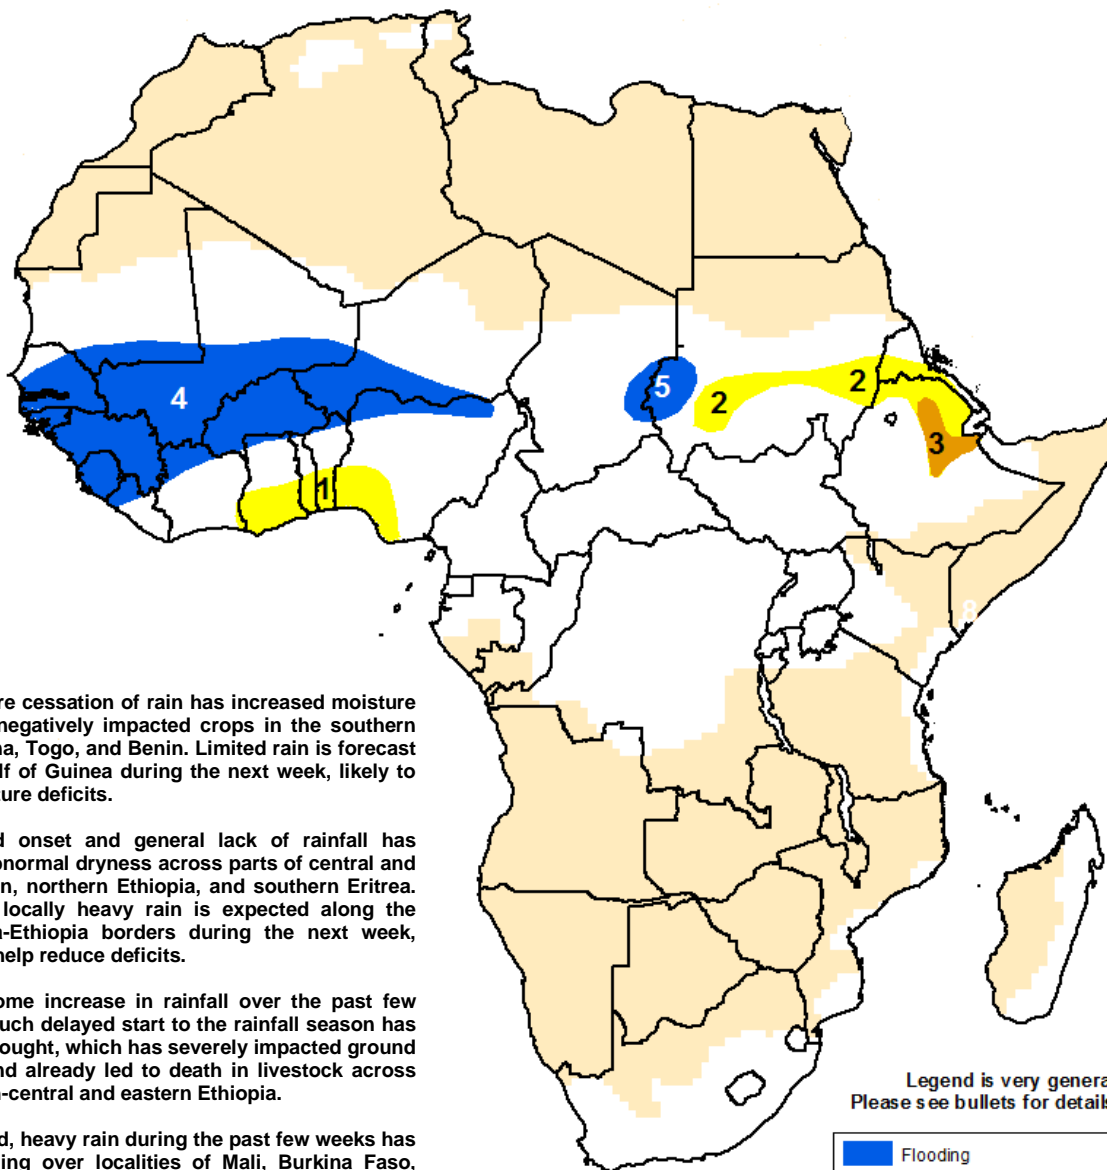 4
5
2
2
3
1
8
re cessation of rain has increased moisture
negatively impacted crops in the southern
na, Togo, and Benin. Limited rain is forecast
lf of Guinea during the next week, likely to
ture deficits.
d onset and general lack of rainfall has
bnormal dryness across parts of central and
n, northern Ethiopia, and southern Eritrea.
locally heavy rain is expected along the
n-Ethiopia borders during the next week,
help reduce deficits.
ome increase in rainfall over the past few
uch delayed start to the rainfall season has
ought, which has severely impacted ground
nd already led to death in livestock across
h-central and eastern Ethiopia.
d, heavy rain during the past few weeks has
ing over localities of Mali, Burkina Faso,
Legend is very genera
Please see bullets for details
Flooding